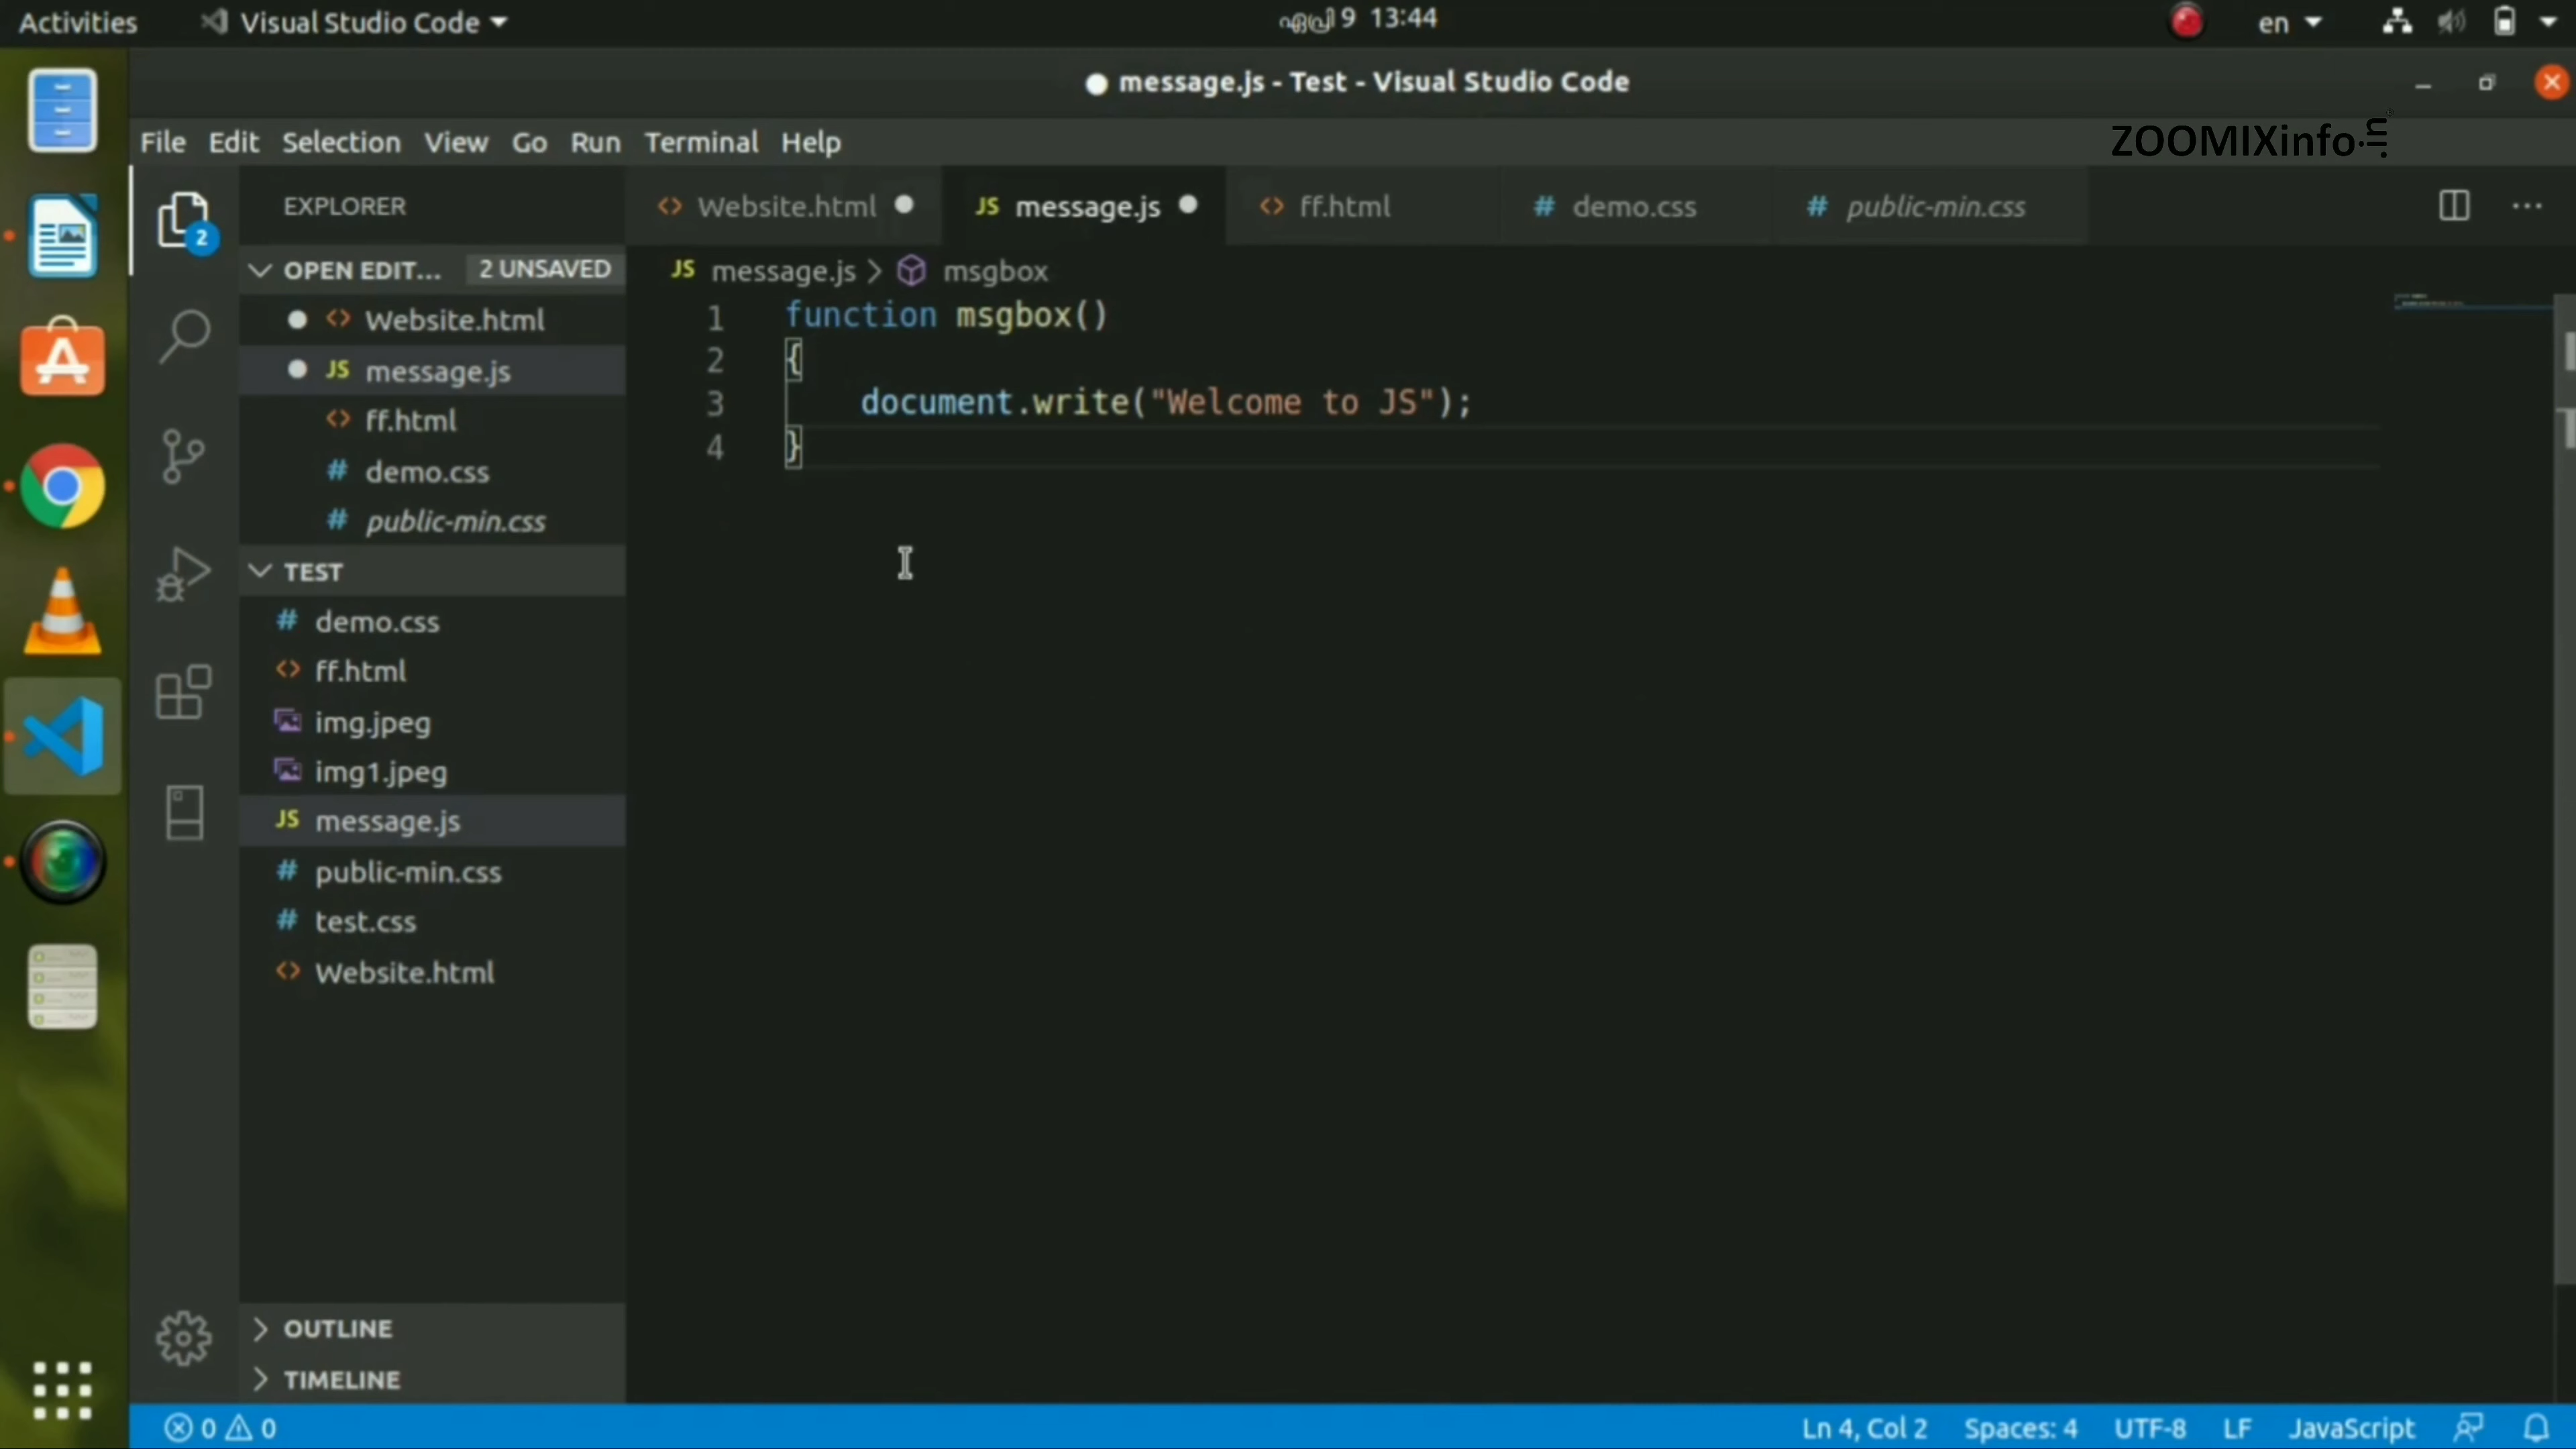 Activities Visual Studio Code ഏപ്രി 9 13:44 en
message.js - Test - Visual Studio Code
File Edit Selection View Go Run Terminal Help
ZOOMIXinfo.in
EXPLORER
Website.html message.js ff.html demo.css public-min.css
2
OPEN EDIT... 2 UNSAVED
Website.html
JS message.js
ff.html
# demo.css
# public-min.css
JS message.js > msgbox
1 function msgbox()
2 {
3 document.write("Welcome to JS");
4 }
TEST
# demo.css
ff.html
img.jpeg
img1.jpeg
JS message.js
# public-min.css
# test.css
Website.html
OUTLINE
TIMELINE
0 0 Ln 4, Col 2 Spaces: 4 UTF-8 LF JavaScript